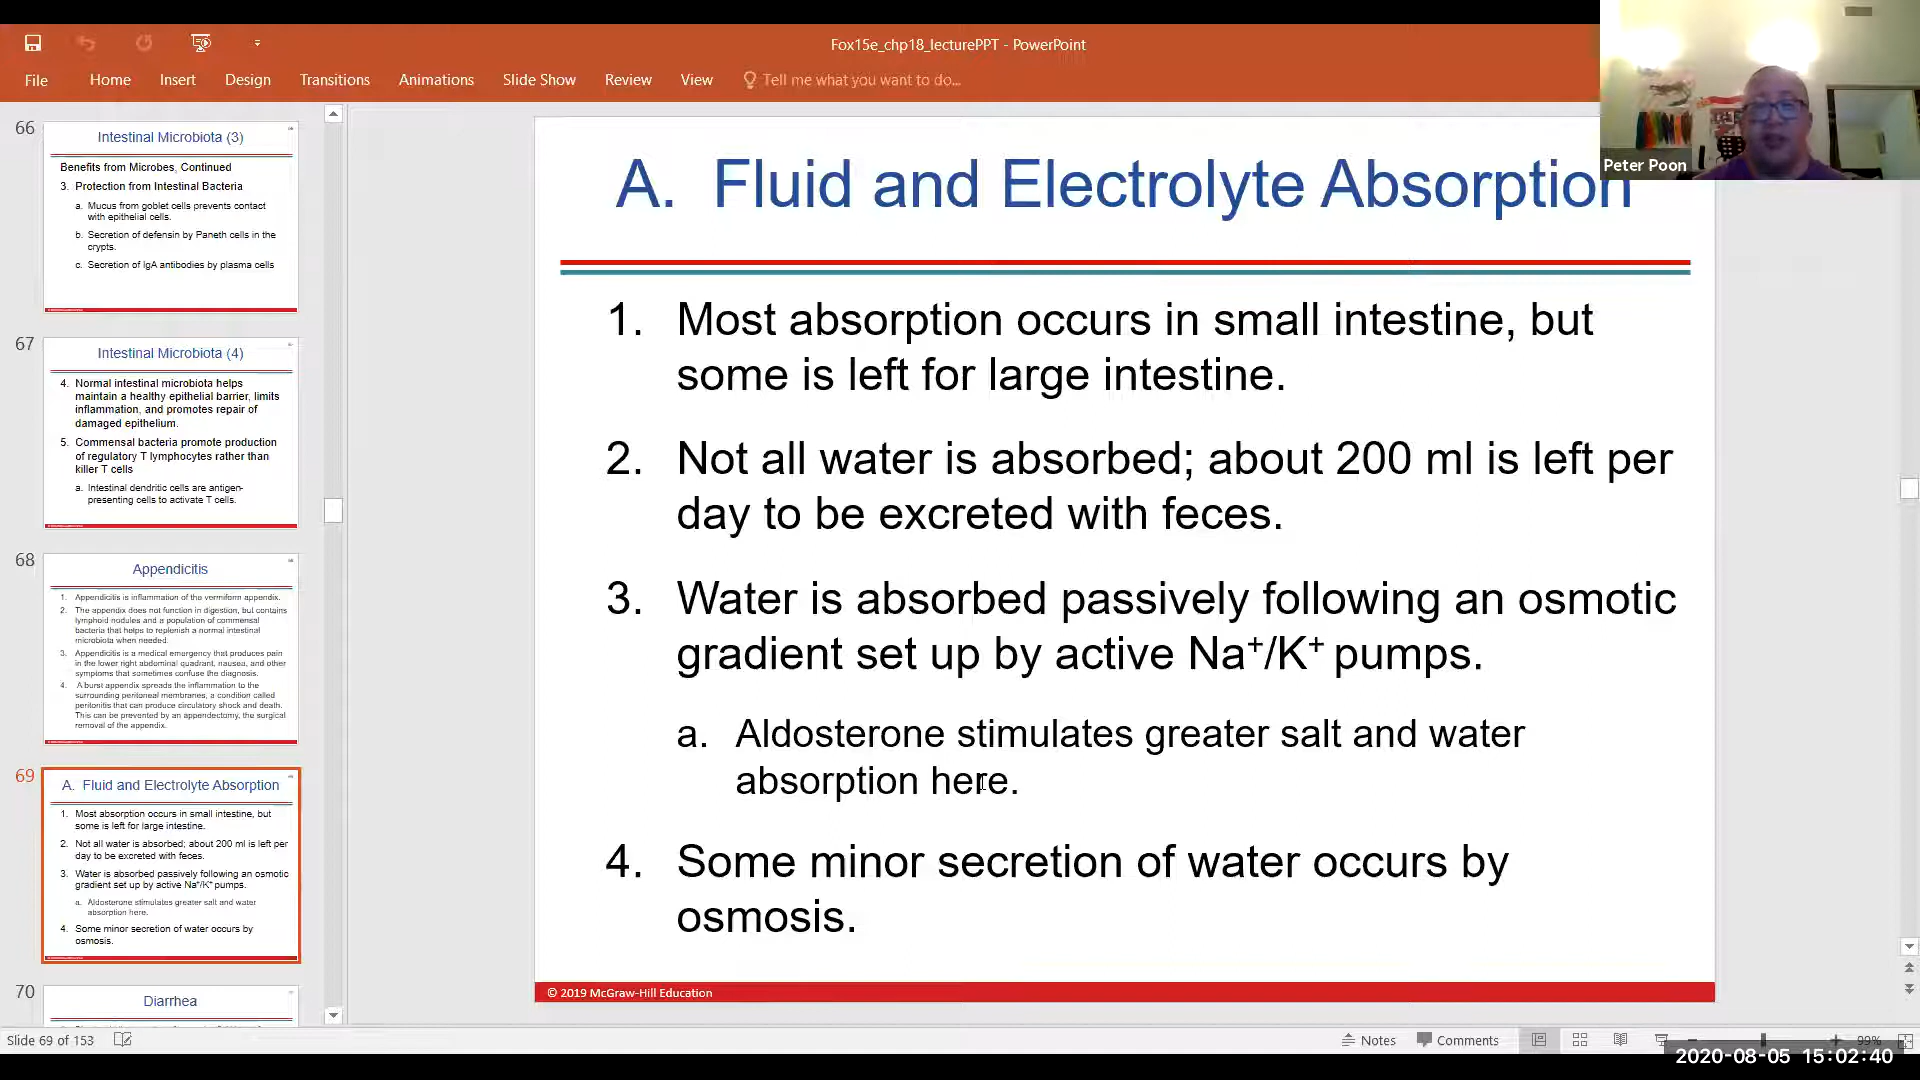 Fox15e_chp18_lecturePPT - PowerPoint
File Home Insert Design Transitions Animations Slide Show Review View Tell me what you want to do...
Peter Poon
66
Intestinal Microbiota (3)
Benefits from Microbes, Continued
3. Protection from Intestinal Bacteria
a. Mucus from goblet cells prevents contact
with epithelial cells.
b. Secretion of defensin by Paneth cells in the
crypts.
c. Secretion of IgA antibodies by plasma cells
67
Intestinal Microbiota (4)
4. Normal intestinal microbiota helps
maintain a healthy epithelial barrier, limits
inflammation, and promotes repair of
damaged epithelium.
5. Commensal bacteria promote production
of regulatory T lymphocytes rather than
killer T cells
a. Intestinal dendritic cells are antigen-
presenting cells to activate T cells.
68
Appendicitis
1. Appendicitis is inflammation of the vermiform appendix.
2. The appendix does not function in digestion, but contains
lymphoid nodules and a population of commensal
bacteria that helps to replenish a normal intestinal
microbiota when needed.
3. Appendicitis is a medical emergency that produces pain
in the lower right abdominal quadrant, nausea, and other
symptoms that sometimes confuse the diagnosis.
4. A burst appendix spreads the inflammation to the
surrounding peritoneal membranes, a condition called
peritonitis that can produce circulatory shock and death.
This can be prevented by an appendectomy, the surgical
removal of the appendix.
69
A. Fluid and Electrolyte Absorption
1. Most absorption occurs in small intestine, but
some is left for large intestine.
2. Not all water is absorbed; about 200 ml is left per
day to be excreted with feces.
3. Water is absorbed passively following an osmotic
gradient set up by active Na+/K+ pumps.
a. Aldosterone stimulates greater salt and water
absorption here.
4. Some minor secretion of water occurs by
osmosis.
70
Diarrhea
A. Fluid and Electrolyte Absorption
1. Most absorption occurs in small intestine, but
some is left for large intestine.
2. Not all water is absorbed; about 200 ml is left per
day to be excreted with feces.
3. Water is absorbed passively following an osmotic
gradient set up by active Na+/K+ pumps.
a. Aldosterone stimulates greater salt and water
absorption here.
4. Some minor secretion of water occurs by
osmosis.
© 2019 McGraw-Hill Education
Slide 69 of 153
Notes Comments 99%
2020-08-05 15:02:40